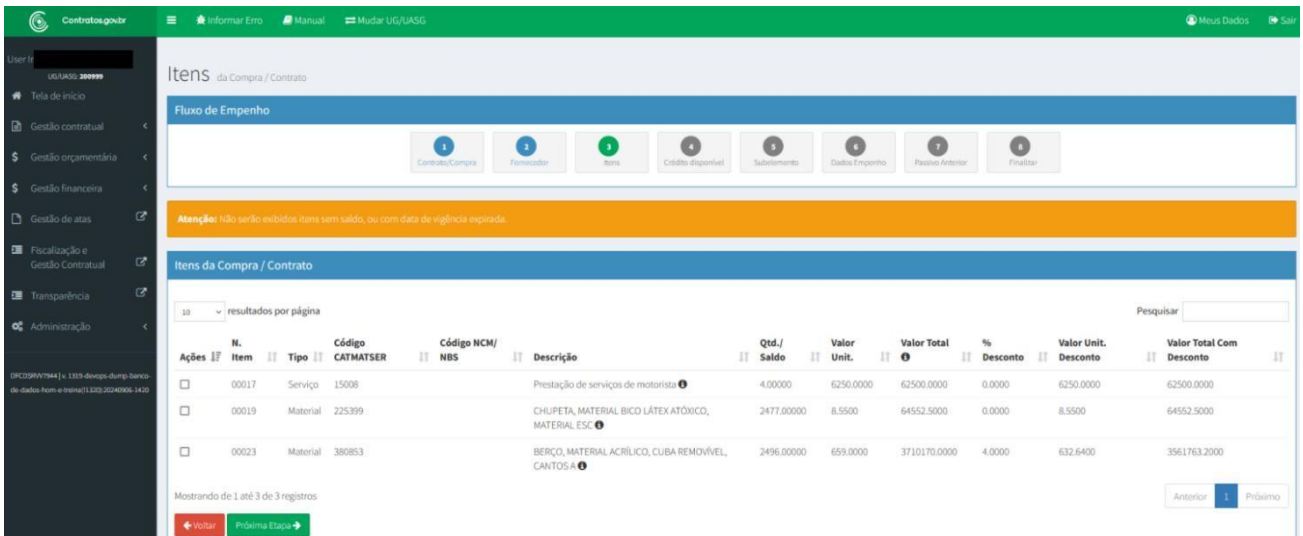 Contratos.gov.br
Informar Erro Manual Mudar UG/UASG Meus Dados Sair
User
UG/UASG: 200999
Tela de início
Gestão contratual
Gestão orçamentária
Gestão financeira
Gestão de atas
Fiscalização e
Gestão Contratual
Transparência
Administração
Itens da Compra / Contrato
Fluxo de Empenho
1 2 3 4 5 6 7 8
Contrato/Compra Fornecedor Itens Crédito disponível Subelemento Dados Empenho Passivo Anterior Finalizar
Atenção: Não serão exibidos itens sem saldo, ou com data de vigência expirada.
Itens da Compra / Contrato
10 resultados por página Pesquisar
Ações N. Item Tipo Código CATMATSER Código NCM/ NBS Descrição Qtd./ Saldo Valor Unit. Valor Total % Desconto Valor Unit. Desconto Valor Total Com Desconto
00017 Serviço 15008 Prestação de serviços de motorista 4.00000 6250.0000 62500.0000 0.0000 6250.0000 62500.0000
00019 Material 225399 CHUPETA, MATERIAL BICO LÁTEX ATÓXICO, 2477.00000 8.5500 64552.5000 0.0000 8.5500 64552.5000
MATERIAL ESC
00023 Material 380853 BERÇO, MATERIAL ACRÍLICO, CUBA REMOVÍVEL, 2496.00000 659.0000 3710170.0000 4.0000 632.6400 3561763.2000
CANTOS A
Mostrando de 1 até 3 de 3 registros
Anterior 1 Próximo
Voltar Próxima Etapa